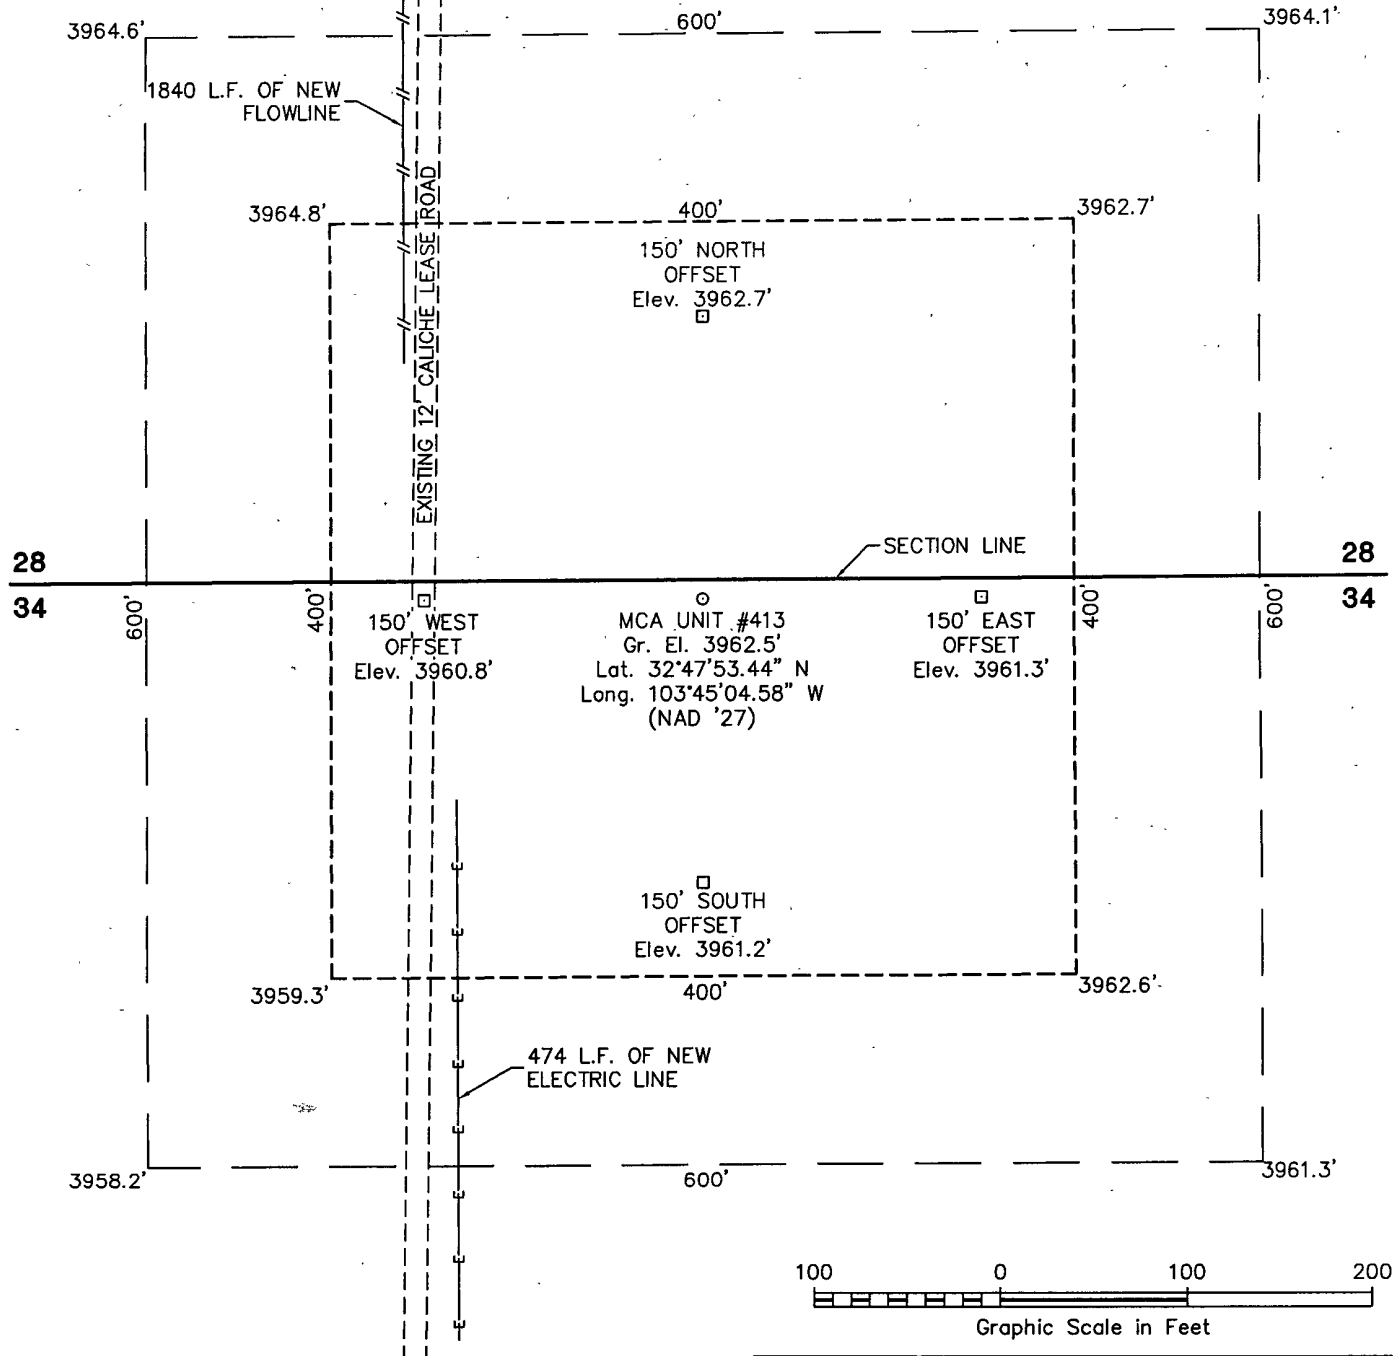 3964.6'
600'
3964.1'
1840 L.F. OF NEW
FLOWLINE
EXISTING 12' CALICHE LEASE ROAD
3964.8'
400'
3962.7'
150' NORTH
OFFSET
Elev. 3962.7'
28
SECTION LINE
28
34
34
600'
400'
150' WEST
OFFSET
Elev. 3960.8'
MCA UNIT #413
Gr. El. 3962.5'
Lat. 32°47'53.44" N
Long. 103°45'04.58" W
(NAD '27)
150' EAST
OFFSET
Elev. 3961.3'
400'
600'
150' SOUTH
OFFSET
Elev. 3961.2'
3959.3'
400'
3962.6'
474 L.F. OF NEW
ELECTRIC LINE
3958.2'
600'
3961.3'
100 0 100 200
Graphic Scale in Feet